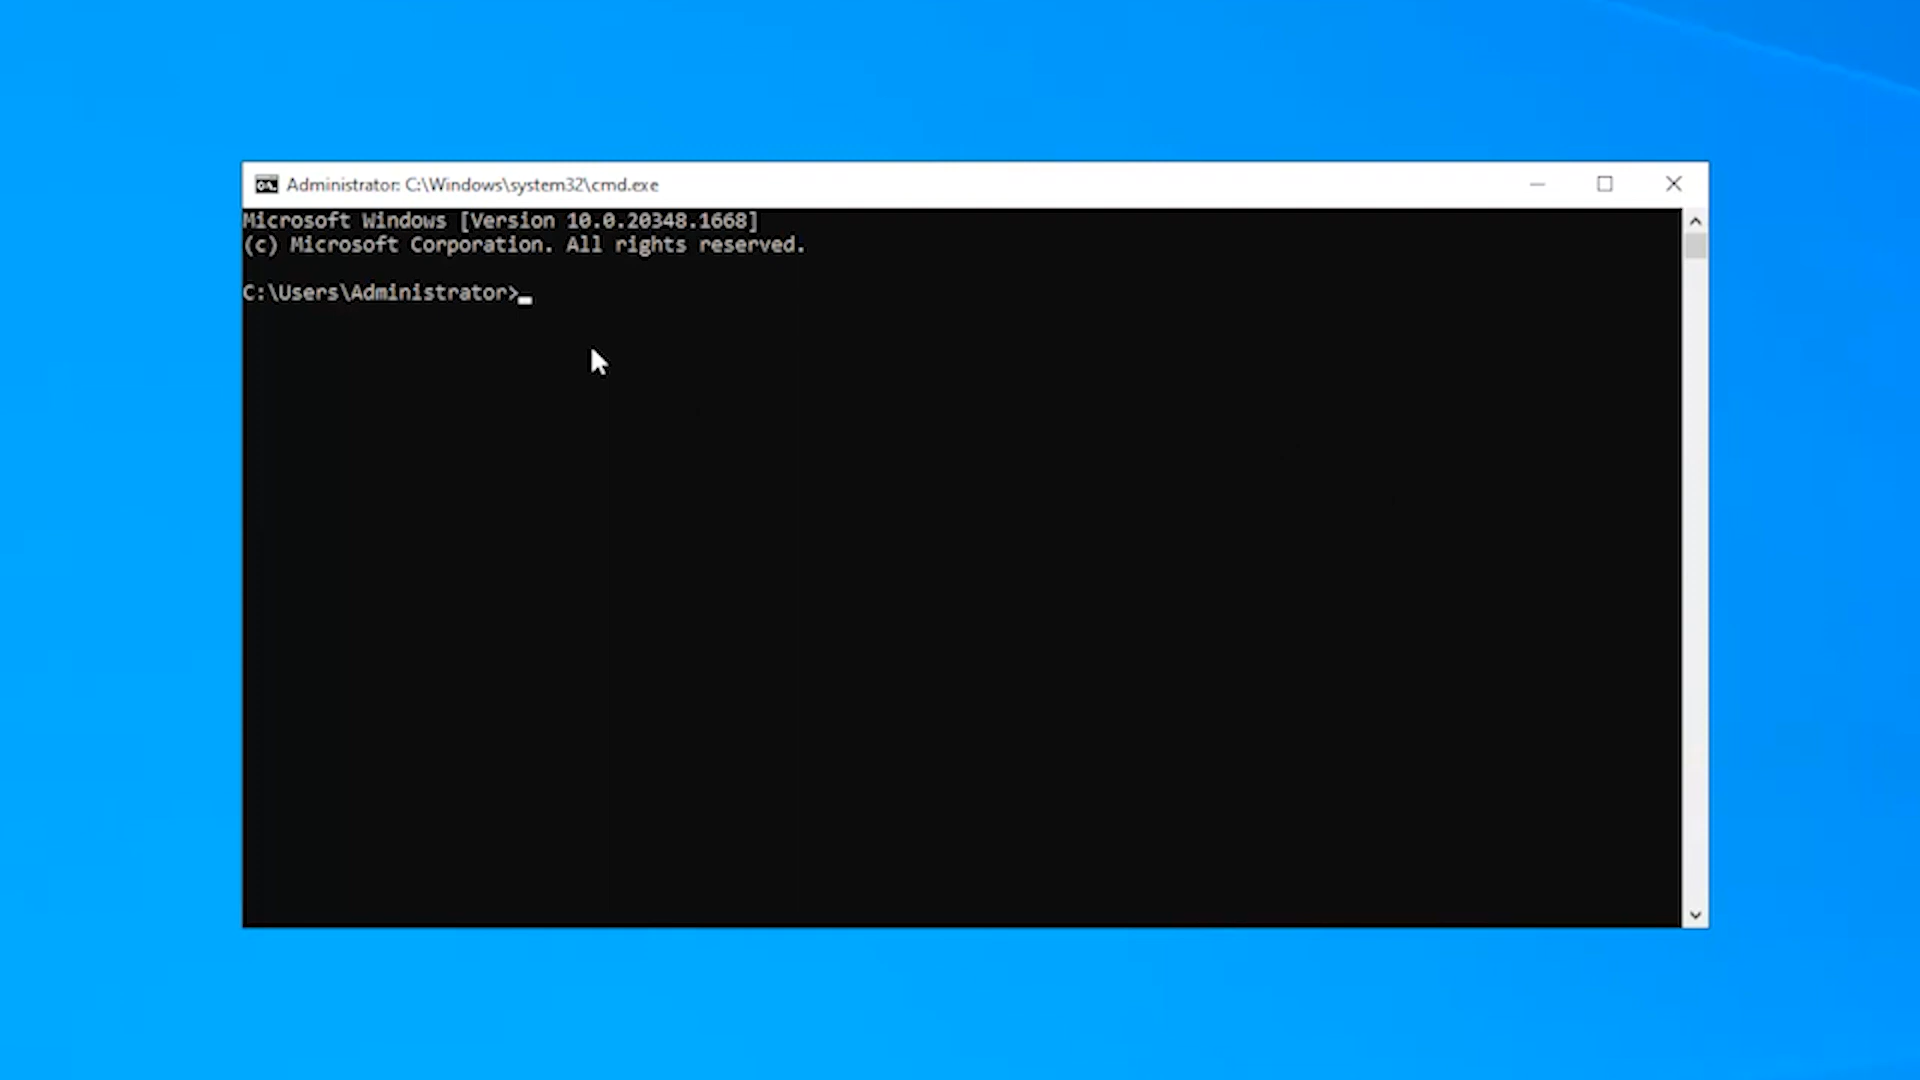 Administrator: C:\Windows\system32\cmd.exe
Microsoft Windows [Version 10.0.20348.1668]
(c) Microsoft Corporation. All rights reserved.
C:\Users\Administrator>